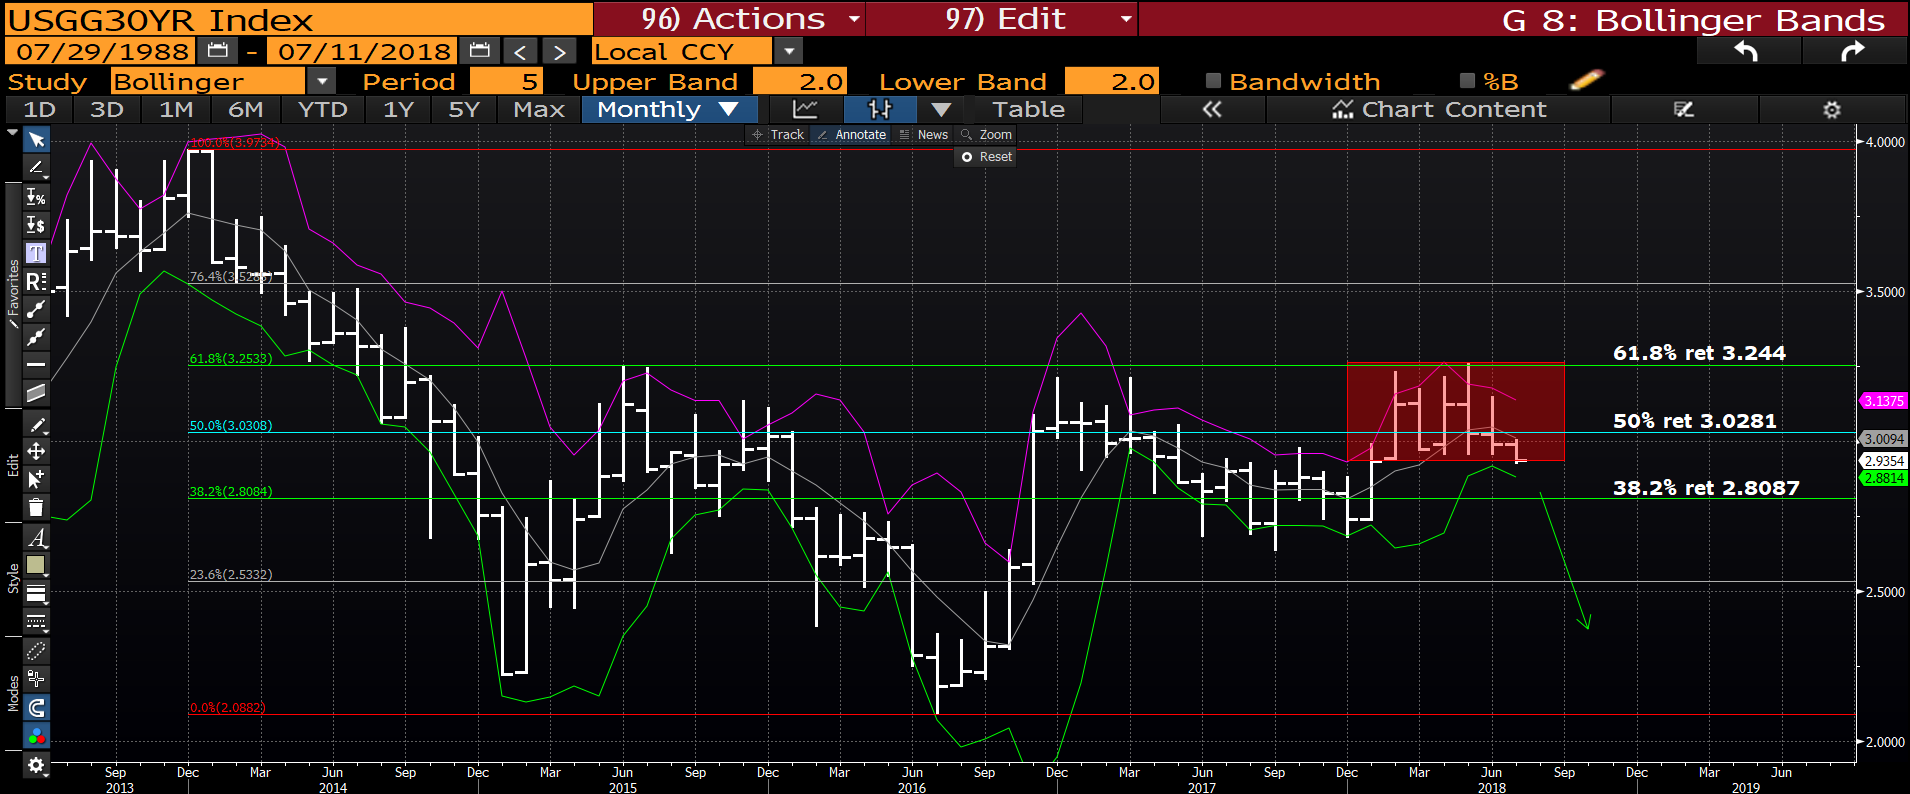 USGG30YR Index 96) Actions 97) Edit G 8: Bollinger Bands
07/29/1988 - 07/11/2018 < > Local CCY
Study Bollinger Period 5 Upper Band 2.0 Lower Band 2.0 Bandwidth %B
1D 3D 1M 6M YTD 1Y 5Y Max Monthly ▼ Table « Chart Content
Track Annotate News Zoom
Reset
Favorites
Edit
Style
Modes
%
$
T
R
A
100.0%(3.9734)
76.4%(3.5283)
61.8%(3.2533)
50.0%(3.0308)
38.2%(2.8084)
23.6%(2.5332)
0.0%(2.0882)
61.8% ret 3.244
50% ret 3.0281
38.2% ret 2.8087
4.0000
3.5000
3.1375
3.0094
2.9354
2.8814
2.5000
2.0000
Sep Dec Mar Jun Sep Dec Mar Jun Sep Dec Mar Jun Sep Dec Mar Jun Sep Dec Mar Jun Sep Dec Mar Jun
2013 2014 2015 2016 2017 2018 2019